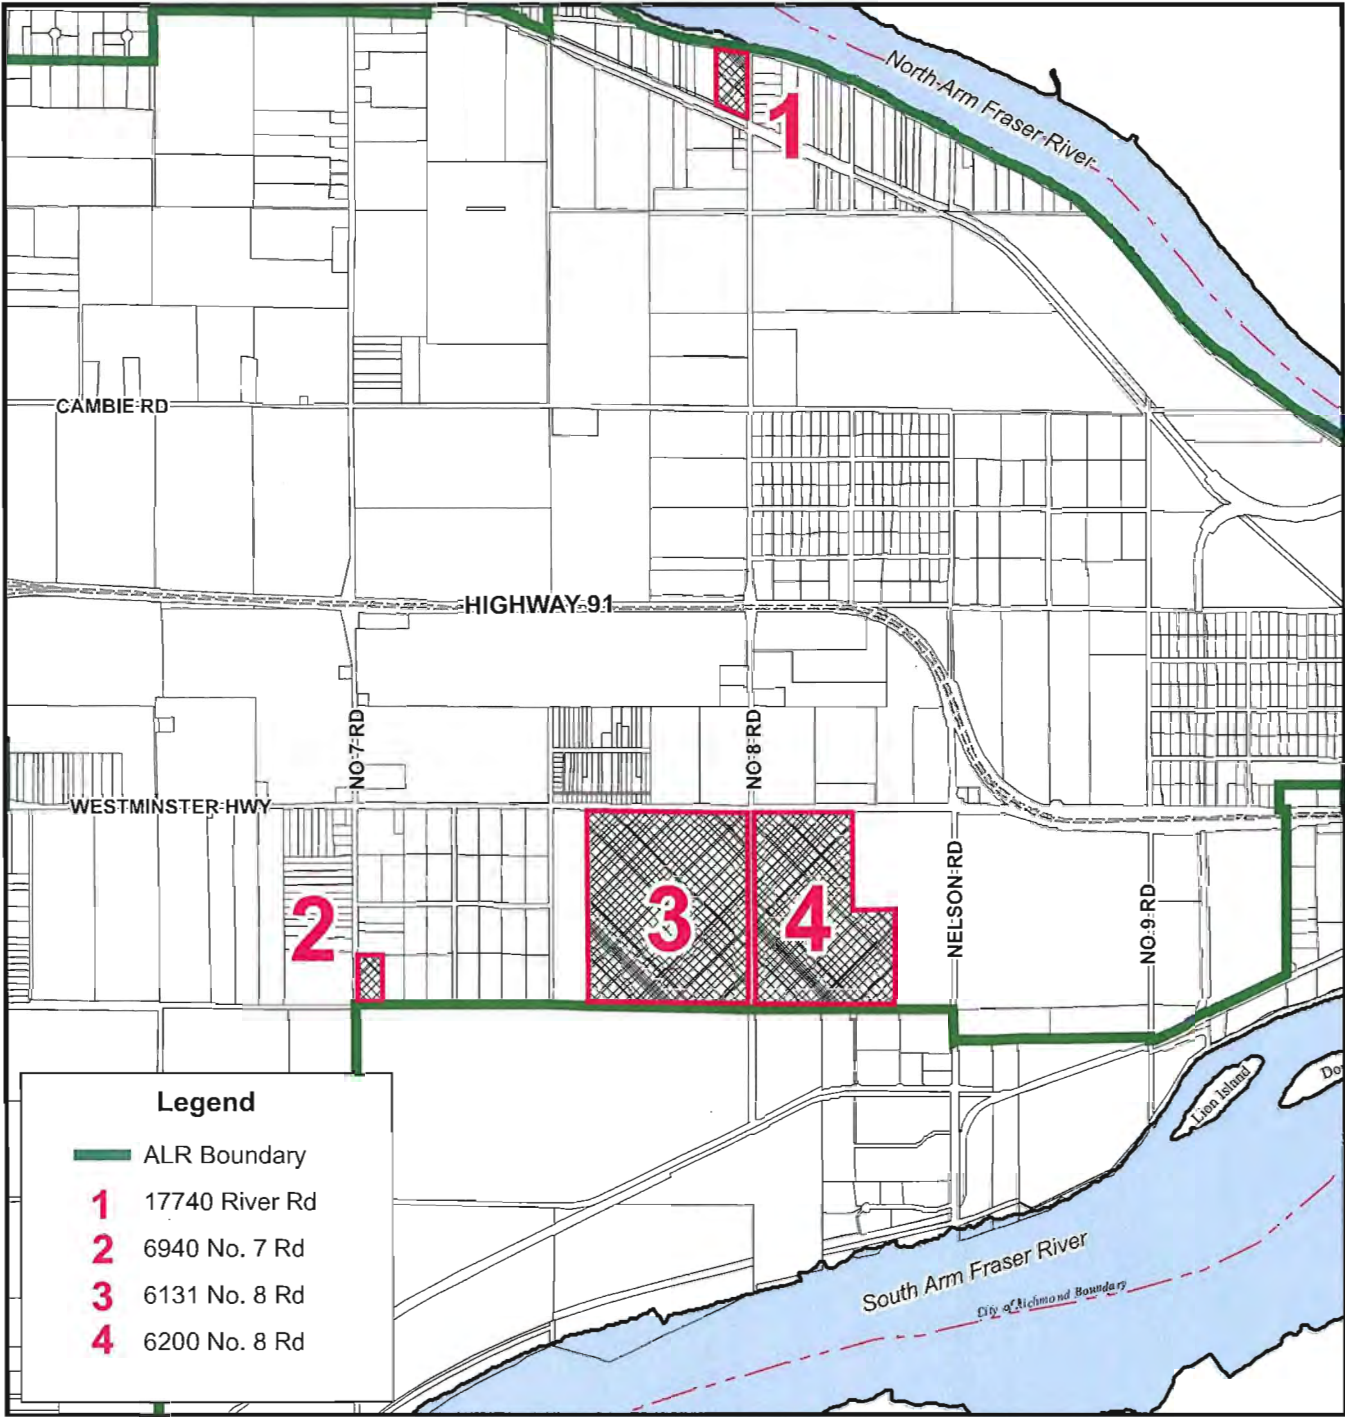 North Arm Fraser River
1
CAMBIE RD
HIGHWAY 91
NO 7 RD
NO 8 RD
WESTMINSTER HWY
NELSON RD
NO 9 RD
2
3
4
Lion Island
Legend
ALR Boundary
1 17740 River Rd
2 6940 No. 7 Rd
3 6131 No. 8 Rd
4 6200 No. 8 Rd
South Arm Fraser River
City of Richmond Boundary